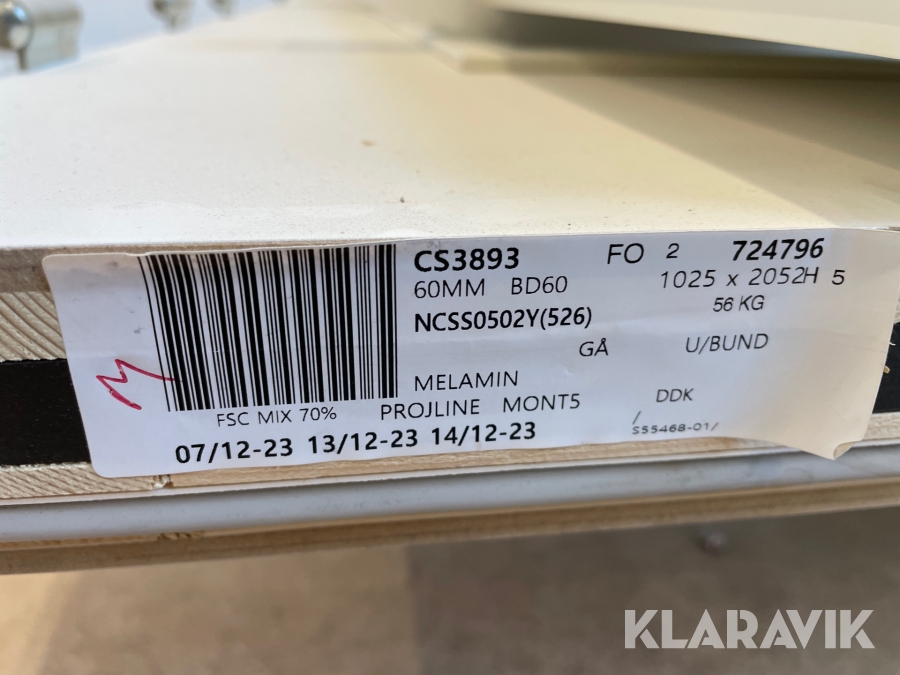 CS3893 FO 2 724796
60MM BD60 1025 x 2052H 5
NCSS0502Y(526) 56 KG
GÅ U/BUND
MELAMIN DDK
FSC MIX 70% PROJLINE MONT5 /
07/12-23 13/12-23 14/12-23 S55468-01/
3
KLARAVIK